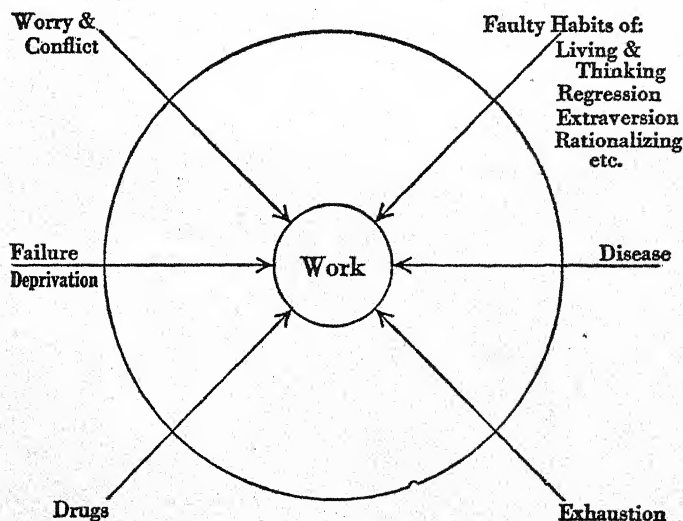 Worry &
Conflict
Faulty Habits of:
Living &
Thinking
Regression
Extraversion
Rationalizing
etc.
Failure
Deprivation
Work
Disease
Drugs
Exhaustion